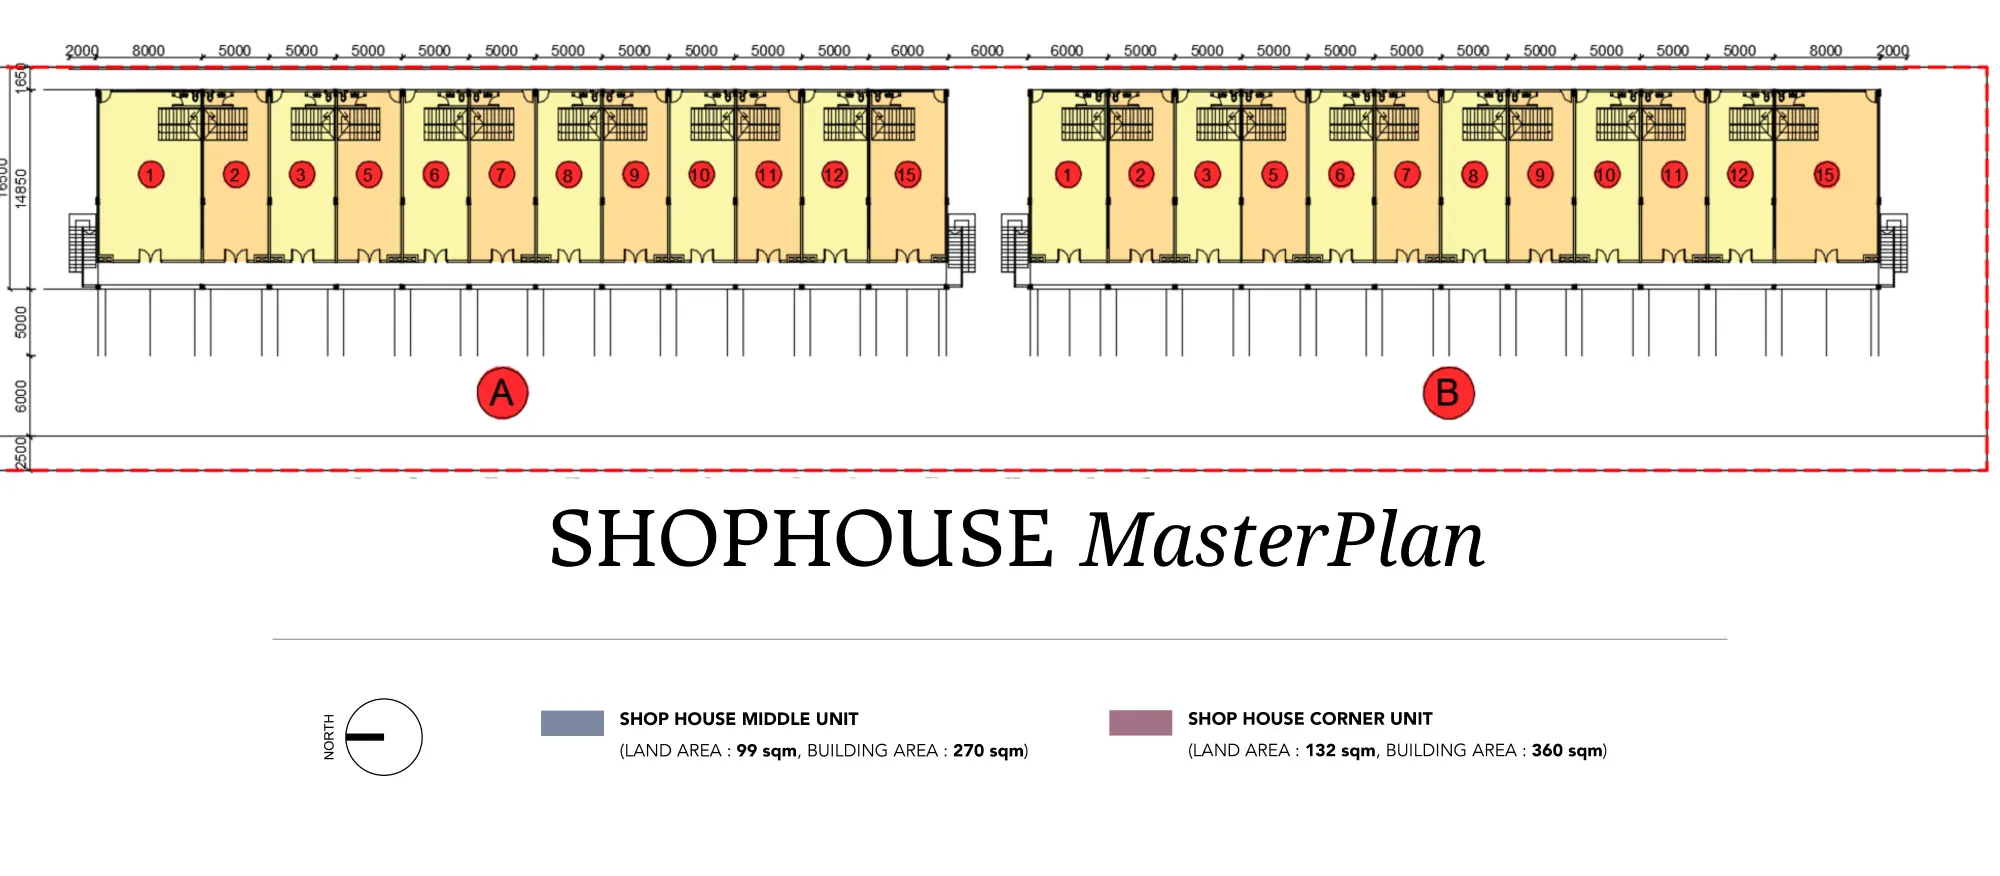 2000 8000 5000 5000 5000 5000 5000 5000 5000 5000 5000 5000 6000 6000 6000 5000 5000 5000 5000 5000 5000 5000 5000 5000 5000 8000 2000
1650
1 2 3 5 6 7 8 9 10 11 12 15 1 2 3 5 6 7 8 9 10 11 12 15
16500
14850
5000
6000
A B
2500
SHOPHOUSE MasterPlan
NORTH
SHOP HOUSE MIDDLE UNIT
(LAND AREA : 99 sqm, BUILDING AREA : 270 sqm)
SHOP HOUSE CORNER UNIT
(LAND AREA : 132 sqm, BUILDING AREA : 360 sqm)